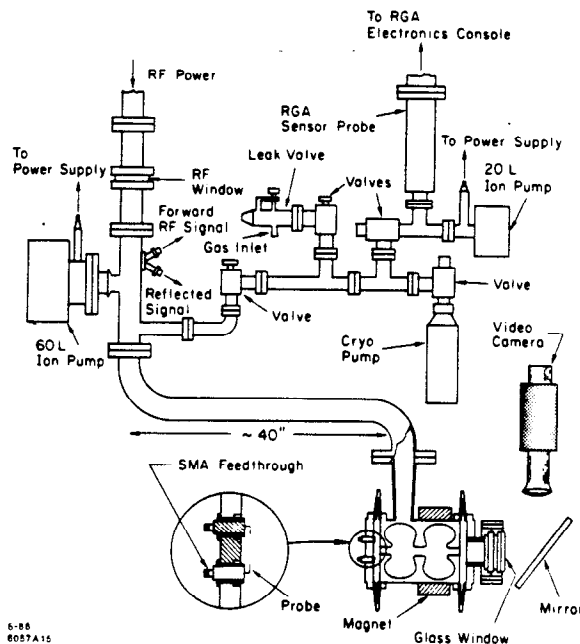 To RGA
Electronics Console
RF Power
RGA
Sensor Probe
To Power Supply
To
Power Supply
RF
Window
Leak Valve
Valves
20 L
Ion Pump
Forward
RF Signal
Gas Inlet
Reflected
Signal
Valve
Valve
60L
Ion Pump
Cryo
Pump
Video
Camera
~ 40"
SMA Feedthrough
Probe
Magnet
Glass Window
Mirror
6-88
6057A15